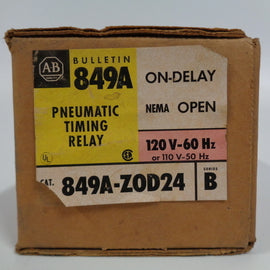 A-B
BULLETIN
849A
ON-DELAY
PNEUMATIC
TIMING
RELAY
NEMA OPEN
120 V-60 Hz
or 110 V-50 Hz
UL
CAT. 849A-ZOD24
SERIES
B